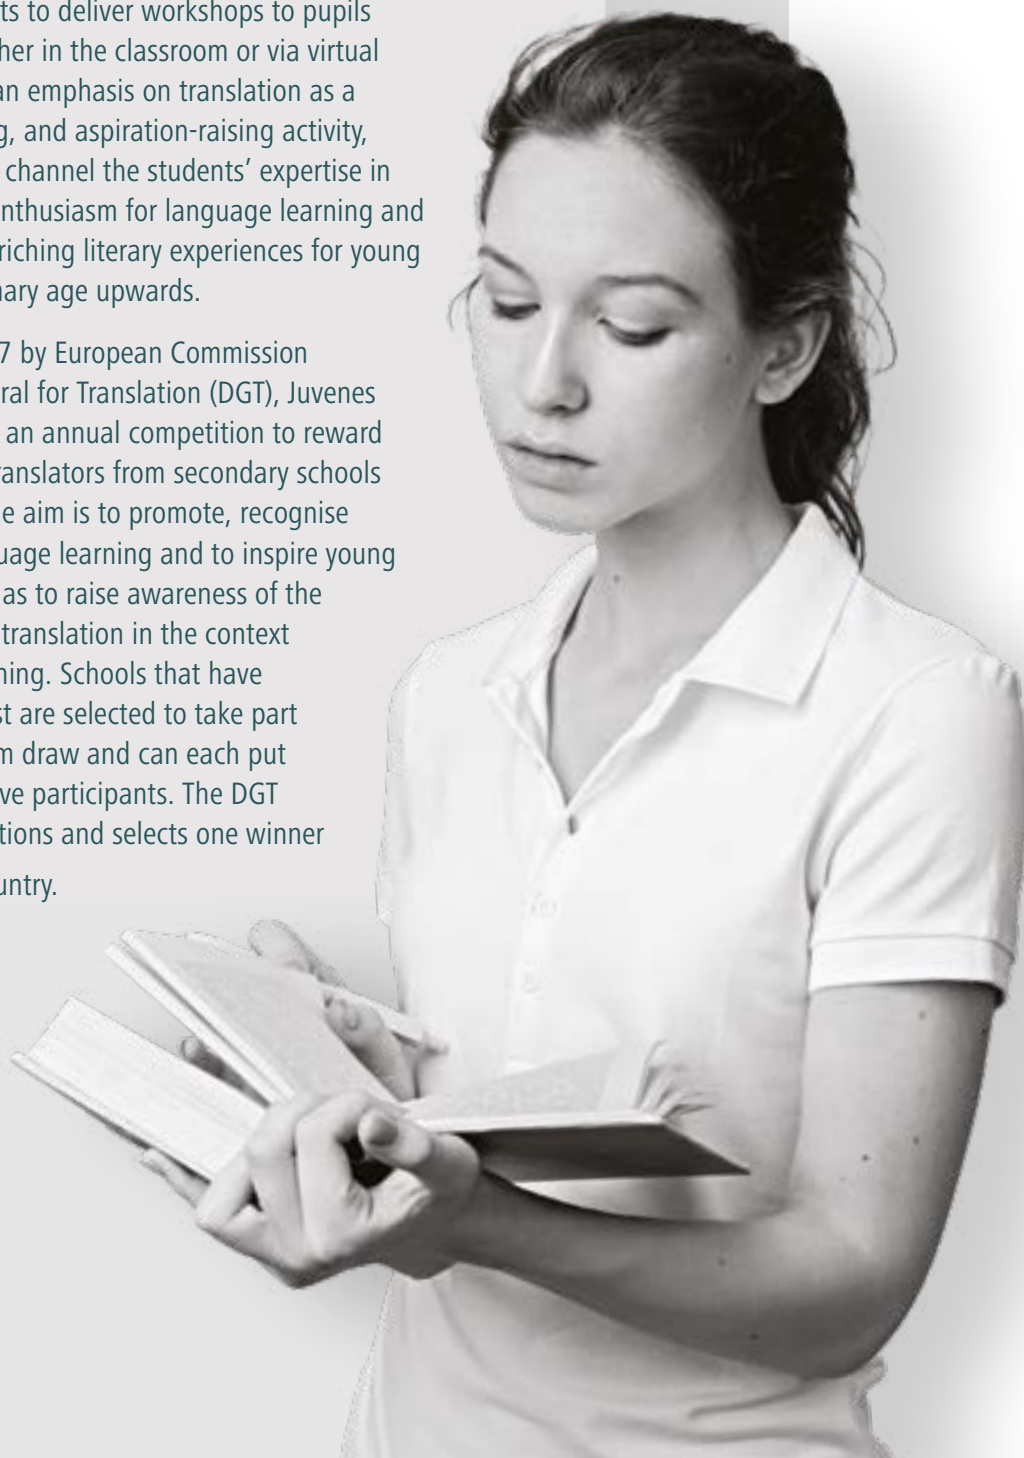 ts to deliver workshops to pupils
her in the classroom or via virtual
an emphasis on translation as a
g, and aspiration-raising activity,
channel the students’ expertise in
nthusiasm for language learning and
riching literary experiences for young
nary age upwards.
7 by European Commission
ral for Translation (DGT), Juvenes
an annual competition to reward
ranslators from secondary schools
e aim is to promote, recognise
uage learning and to inspire young
as to raise awareness of the
translation in the context
ning. Schools that have
st are selected to take part
m draw and can each put
ve participants. The DGT
tions and selects one winner
untry.